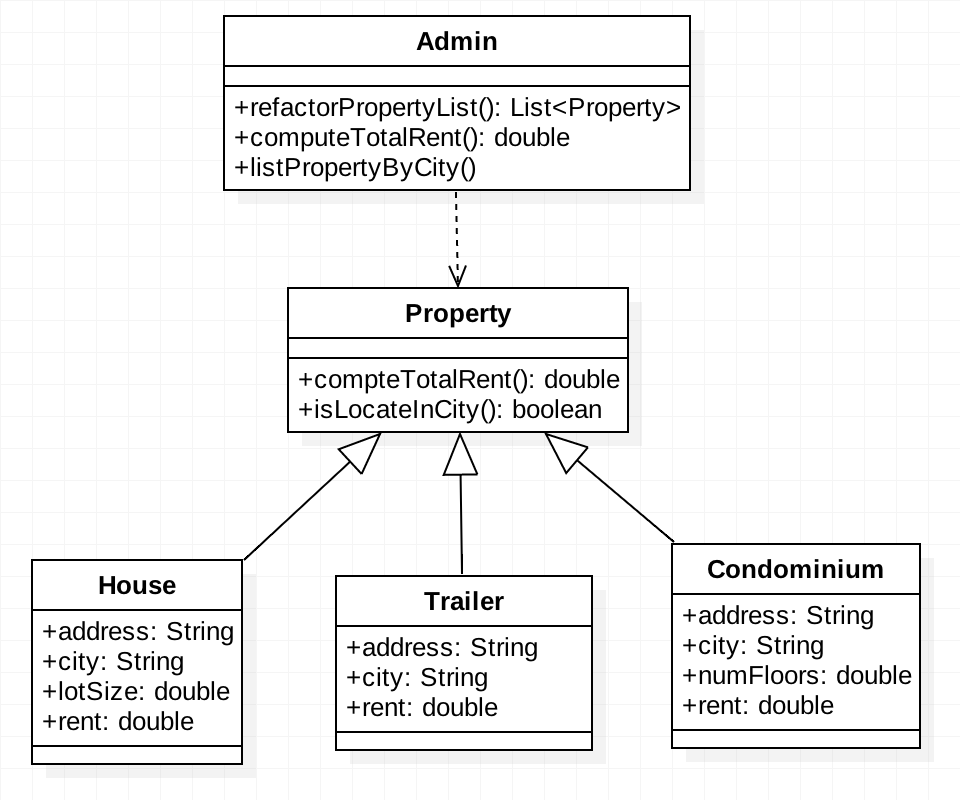 Admin
+refactorPropertyList(): List<Property>
+computeTotalRent(): double
+listPropertyByCity()
Property
+compteTotalRent(): double
+isLocateInCity(): boolean
House
+address: String
+city: String
+lotSize: double
+rent: double
Trailer
+address: String
+city: String
+rent: double
Condominium
+address: String
+city: String
+numFloors: double
+rent: double